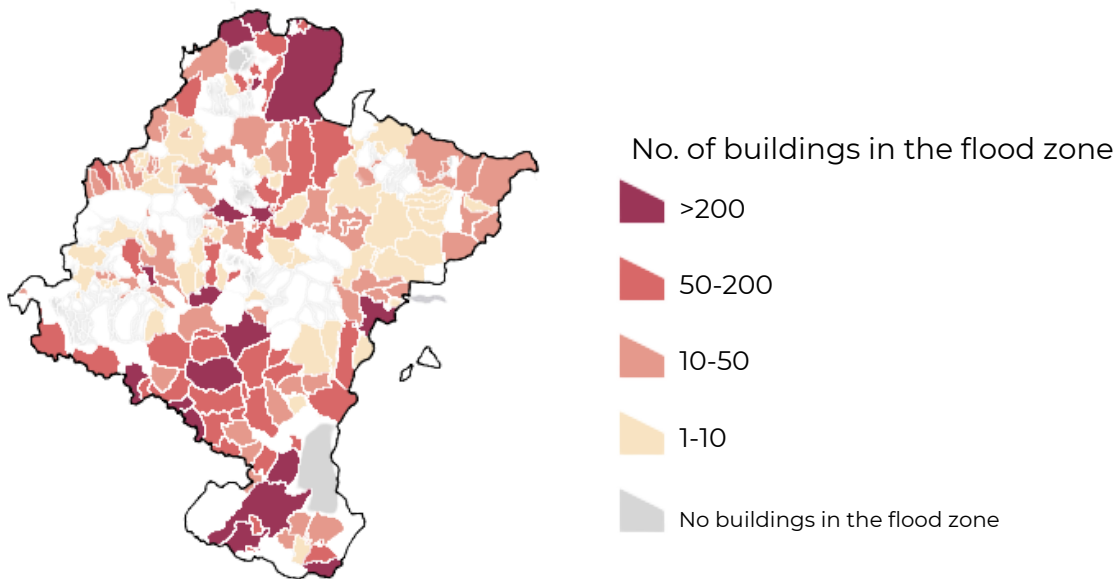 No. of buildings in the flood zone
>200
50-200
10-50
1-10
No buildings in the flood zone